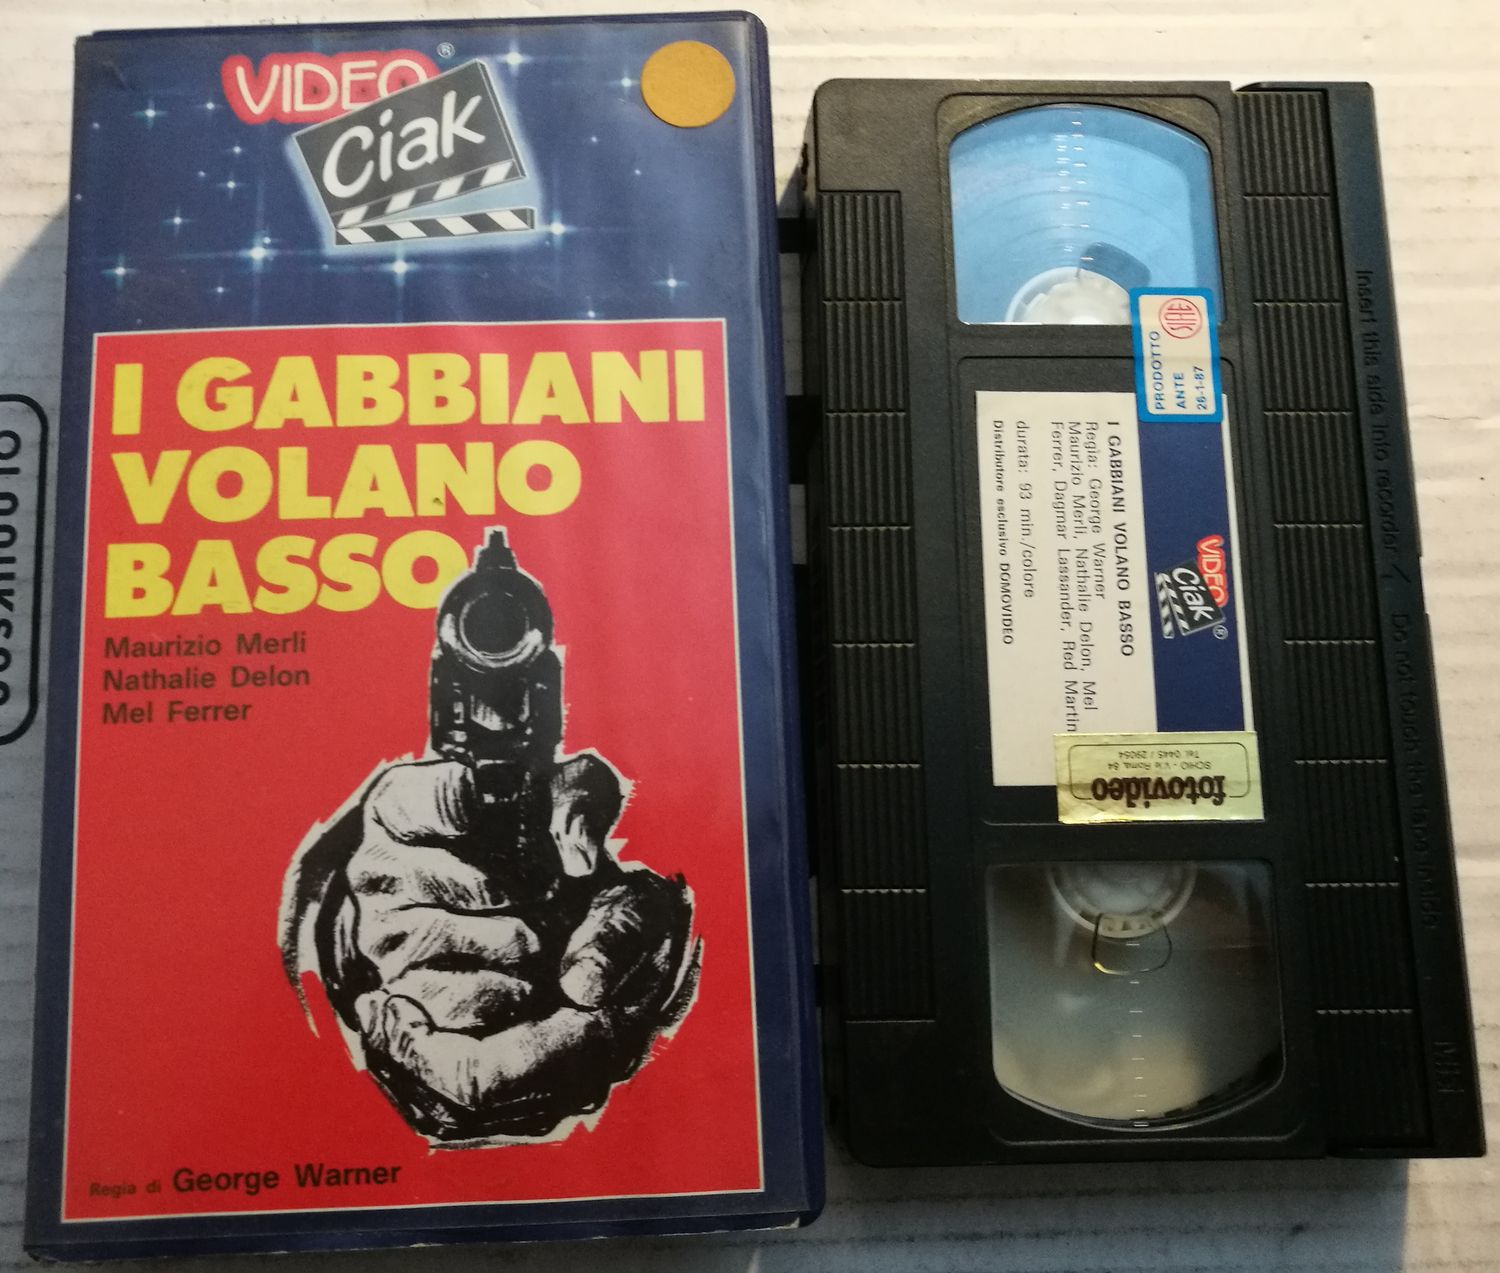 VIDEO ®
Ciak
I GABBIANI
VOLANO
BASSO
Maurizio Merli
Nathalie Delon
Mel Ferrer
Regia di George Warner
SIAE
PRODOTTO
ANTE
26-1-87
VIDEO
Ciak ®
I GABBIANI VOLANO BASSO
Regia: George Warner
Maurizio Merli, Nathalie Delon, Mel
Ferrer, Dagmar Lassander, Red Martin
durata: 93 min./colore
Distributore esclusivo DOMOVIDEO
fotovideo
SCHIO - V.le Roma, 84
Tel. 0445 / 29054
Insert this side into recorder / Do not touch the tape inside